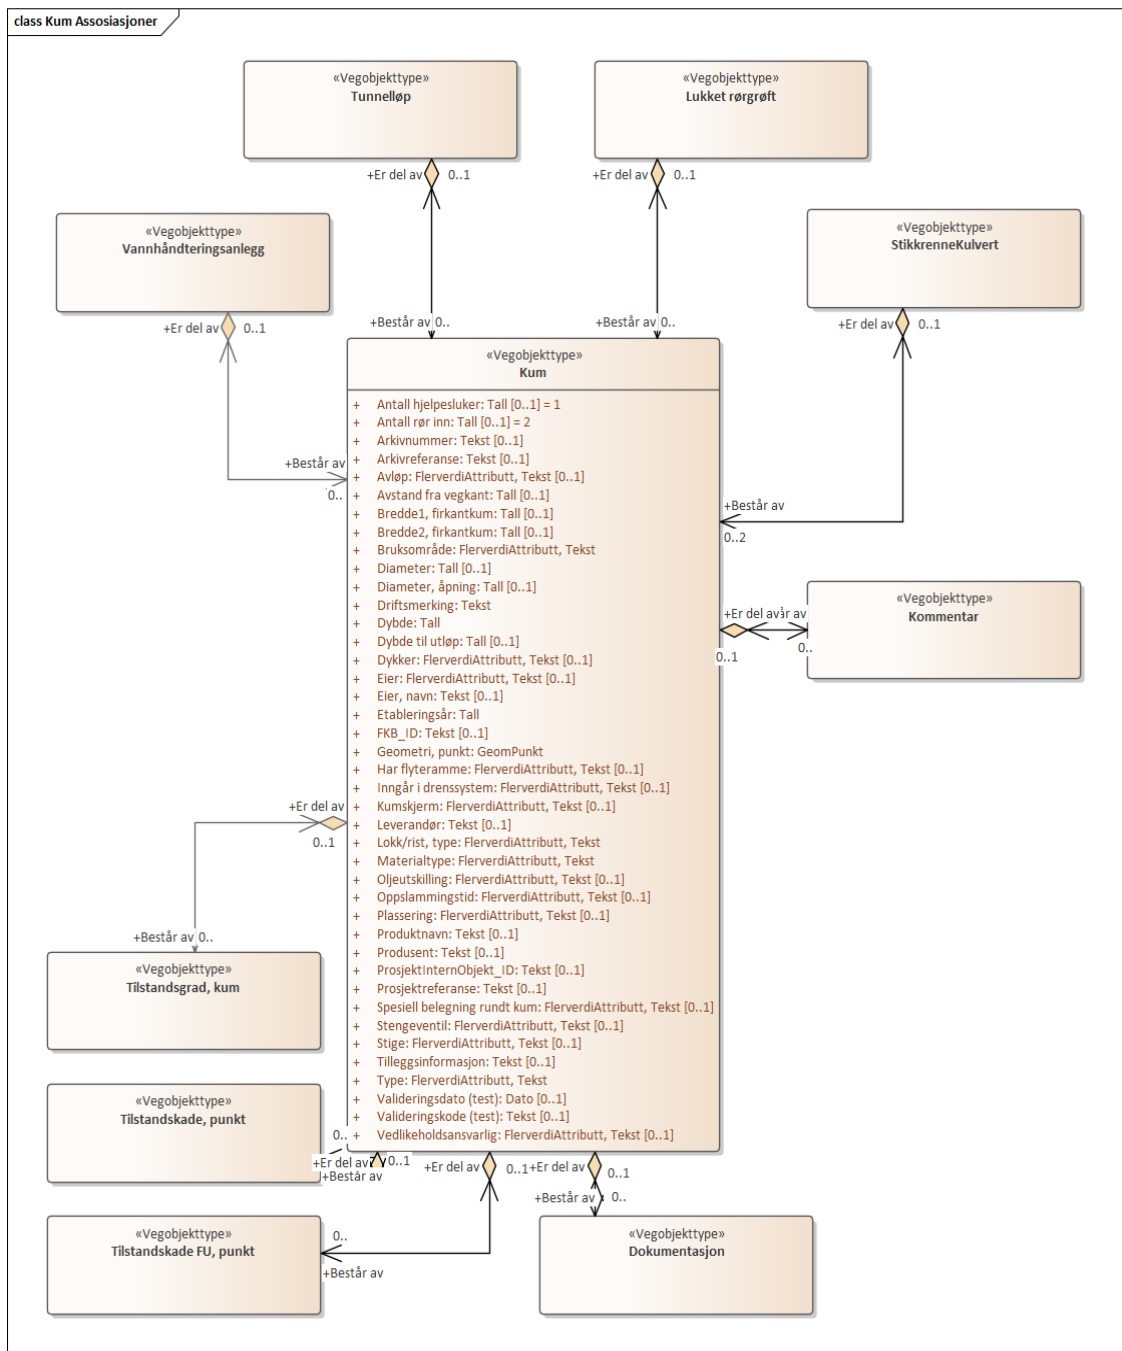 class Kum Assosiasjoner
«Vegobjekttype»
Tunnelløp
«Vegobjekttype»
Lukket rørgrøft
+Er del av 0..1
+Er del av 0..1
«Vegobjekttype»
Vannhåndteringsanlegg
«Vegobjekttype»
StikkrenneKulvert
+Er del av 0..1
+Er del av 0..1
+Består av 0..
+Består av 0..
«Vegobjekttype»
Kum
+ Antall hjelpesluker: Tall [0..1] = 1
+ Antall rør inn: Tall [0..1] = 2
+ Arkivnummer: Tekst [0..1]
+ Arkivreferanse: Tekst [0..1]
+ Avløp: FlerverdiAttributt, Tekst [0..1]
+ Avstand fra vegkant: Tall [0..1]
+ Bredde1, firkantkum: Tall [0..1]
+ Bredde2, firkantkum: Tall [0..1]
+ Bruksområde: FlerverdiAttributt, Tekst
+ Diameter: Tall [0..1]
+ Diameter, åpning: Tall [0..1]
+ Driftsmerking: Tekst
+ Dybde: Tall
+ Dybde til utløp: Tall [0..1]
+ Dykker: FlerverdiAttributt, Tekst [0..1]
+ Eier: FlerverdiAttributt, Tekst [0..1]
+ Eier, navn: Tekst [0..1]
+ Etableringsår: Tall
+ FKB_ID: Tekst [0..1]
+ Geometri, punkt: GeomPunkt
+ Har flyteramme: FlerverdiAttributt, Tekst [0..1]
+ Inngår i drenssystem: FlerverdiAttributt, Tekst [0..1]
+ Kumskjerm: FlerverdiAttributt, Tekst [0..1]
+ Leverandør: Tekst [0..1]
+ Lokk/rist, type: FlerverdiAttributt, Tekst
+ Materialtype: FlerverdiAttributt, Tekst
+ Oljeutskilling: FlerverdiAttributt, Tekst [0..1]
+ Oppslammingstid: FlerverdiAttributt, Tekst [0..1]
+ Plassering: FlerverdiAttributt, Tekst [0..1]
+ Produktnavn: Tekst [0..1]
+ Produsent: Tekst [0..1]
+ ProsjektInternObjekt_ID: Tekst [0..1]
+ Prosjektreferanse: Tekst [0..1]
+ Spesiell belegning rundt kum: FlerverdiAttributt, Tekst [0..1]
+ Stengeventil: FlerverdiAttributt, Tekst [0..1]
+ Stige: FlerverdiAttributt, Tekst [0..1]
+ Tilleggsinformasjon: Tekst [0..1]
+ Type: FlerverdiAttributt, Tekst
+ Valideringsdato (test): Dato [0..1]
+ Valideringskode (test): Tekst [0..1]
+ Vedlikeholdsansvarlig: FlerverdiAttributt, Tekst [0..1]
+Består av
0..
+Består av
0..2
«Vegobjekttype»
Kommentar
+Er del av
år av
0..1
0..
+Er del av
0..1
+Består av 0..
«Vegobjekttype»
Tilstandsgrad, kum
«Vegobjekttype»
Tilstandskade, punkt
0..
+Er del av 0..1
+Består av
+Er del av 0..1
+Er del av 0..1
+Består av 0..
«Vegobjekttype»
Tilstandskade FU, punkt
0..
+Består av
«Vegobjekttype»
Dokumentasjon